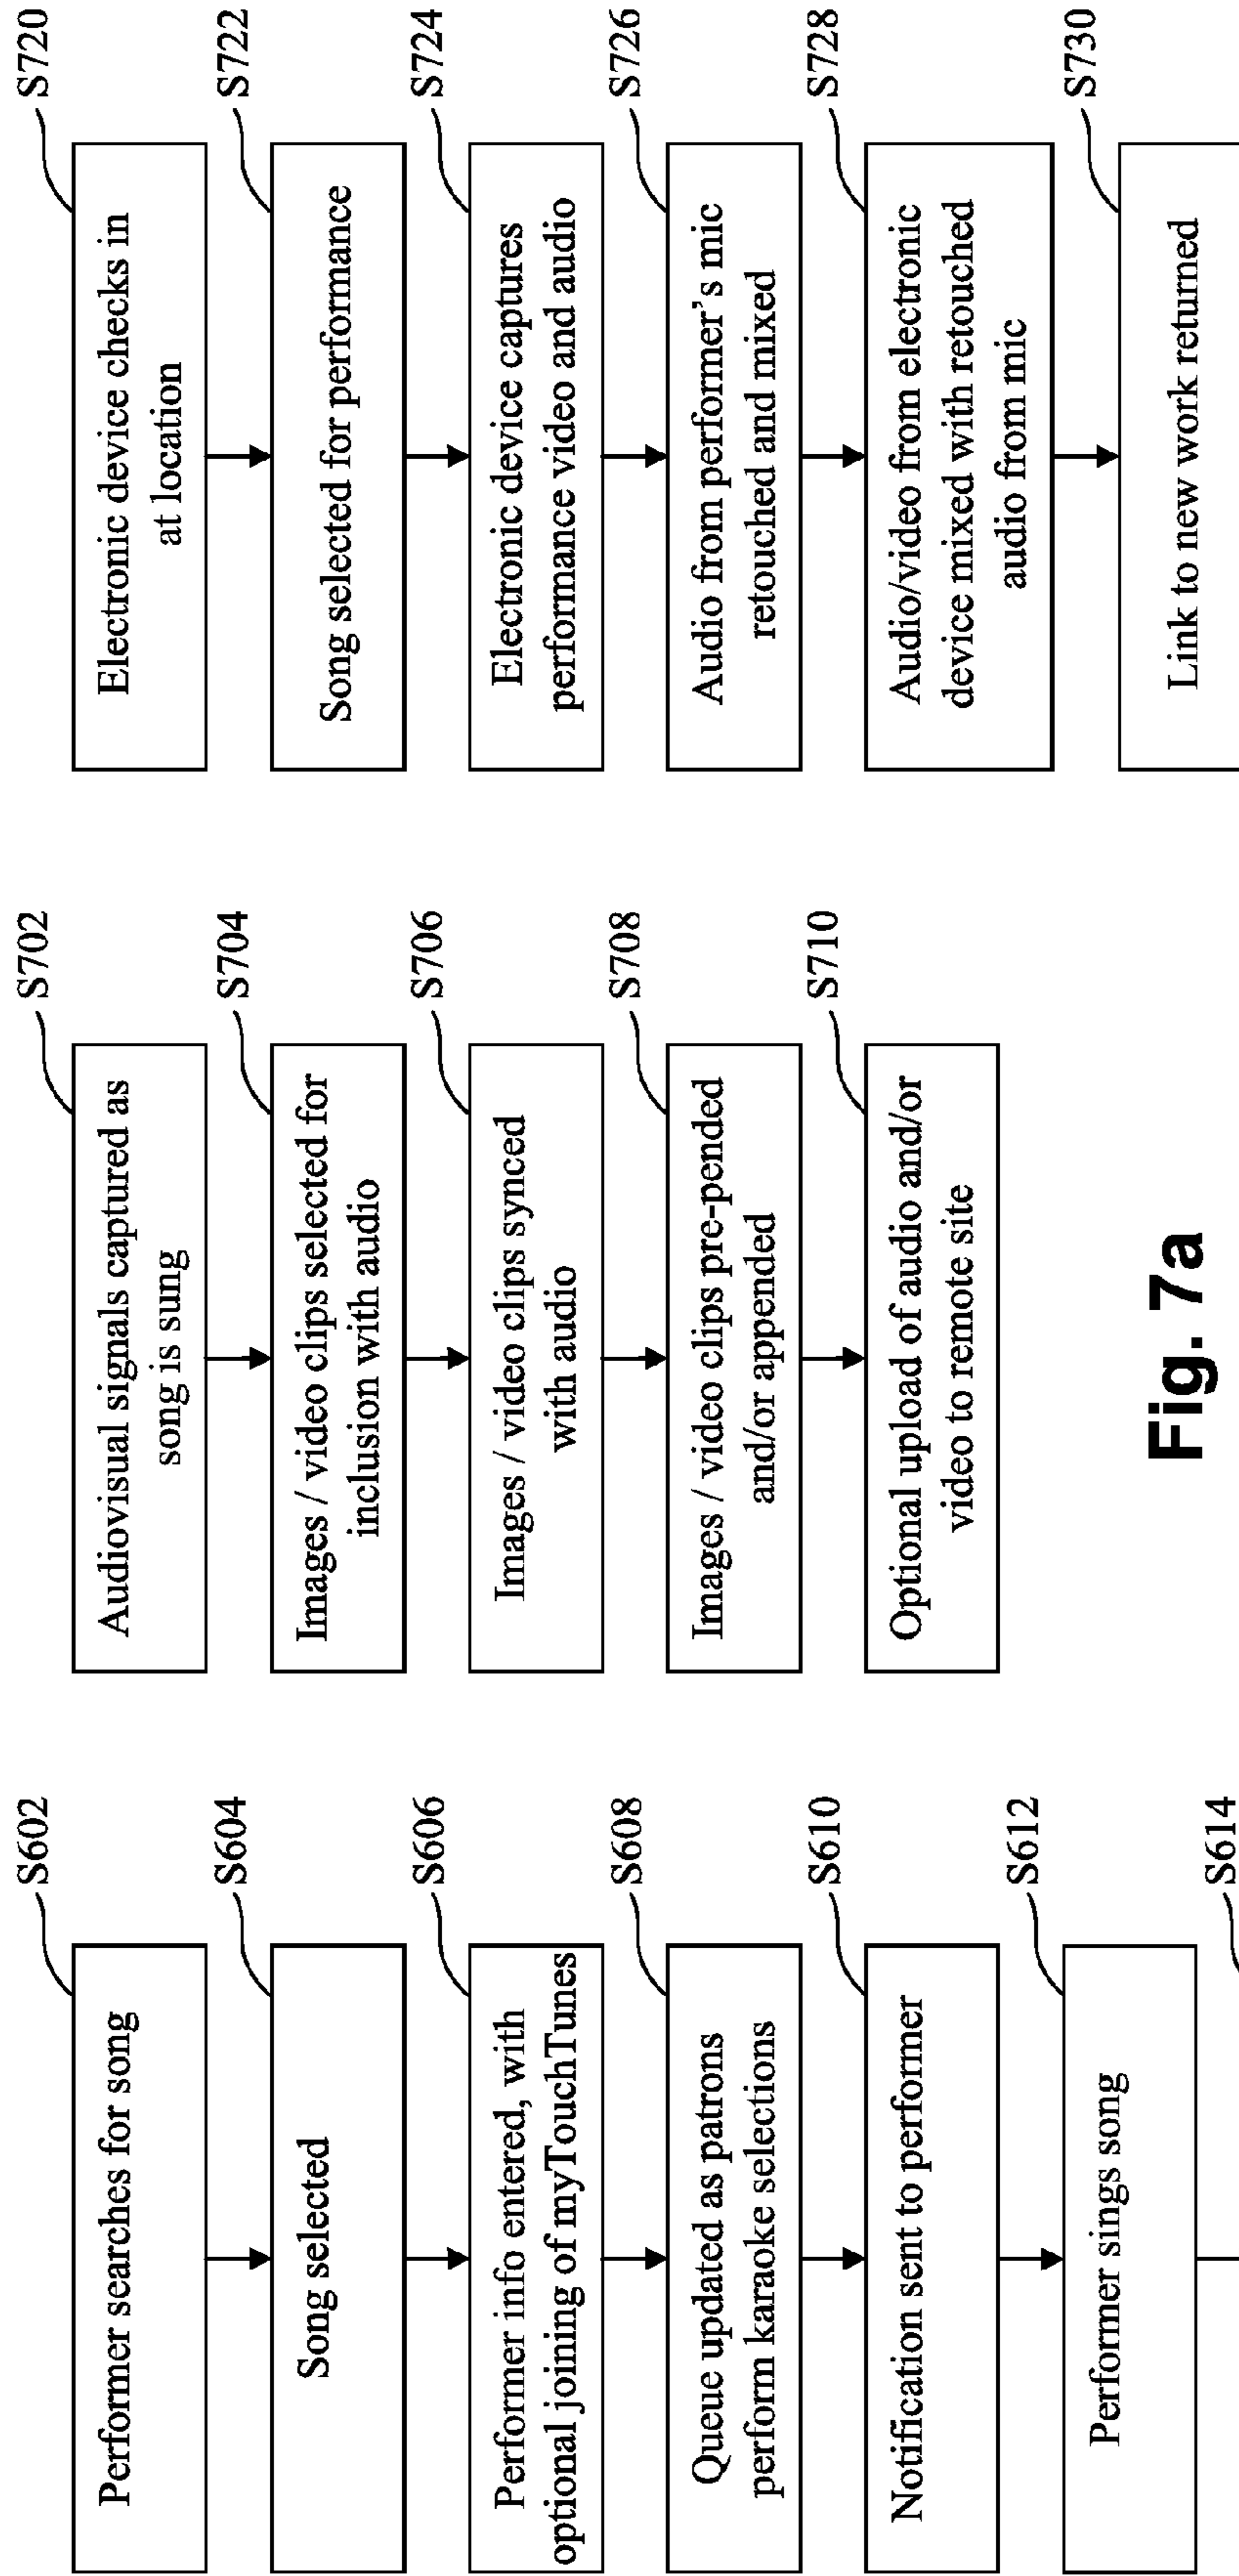 S602
Performer searches for song
S604
Song selected
S606
Performer info entered, with
optional joining of myTouchTunes
S608
Queue updated as patrons
perform karaoke selections
S610
Notification sent to performer
S612
Performer sings song
S614
S702
Audiovisual signals captured as
song is sung
S704
Images / video clips selected for
inclusion with audio
S706
Images / video clips synced
with audio
S708
Images / video clips pre-pended
and/or appended
S710
Optional upload of audio and/or
video to remote site
Fig. 7a
S720
Electronic device checks in
at location
S722
Song selected for performance
S724
Electronic device captures
performance video and audio
S726
Audio from performer's mic
retouched and mixed
S728
Audio/video from electronic
device mixed with retouched
audio from mic
S730
Link to new work returned